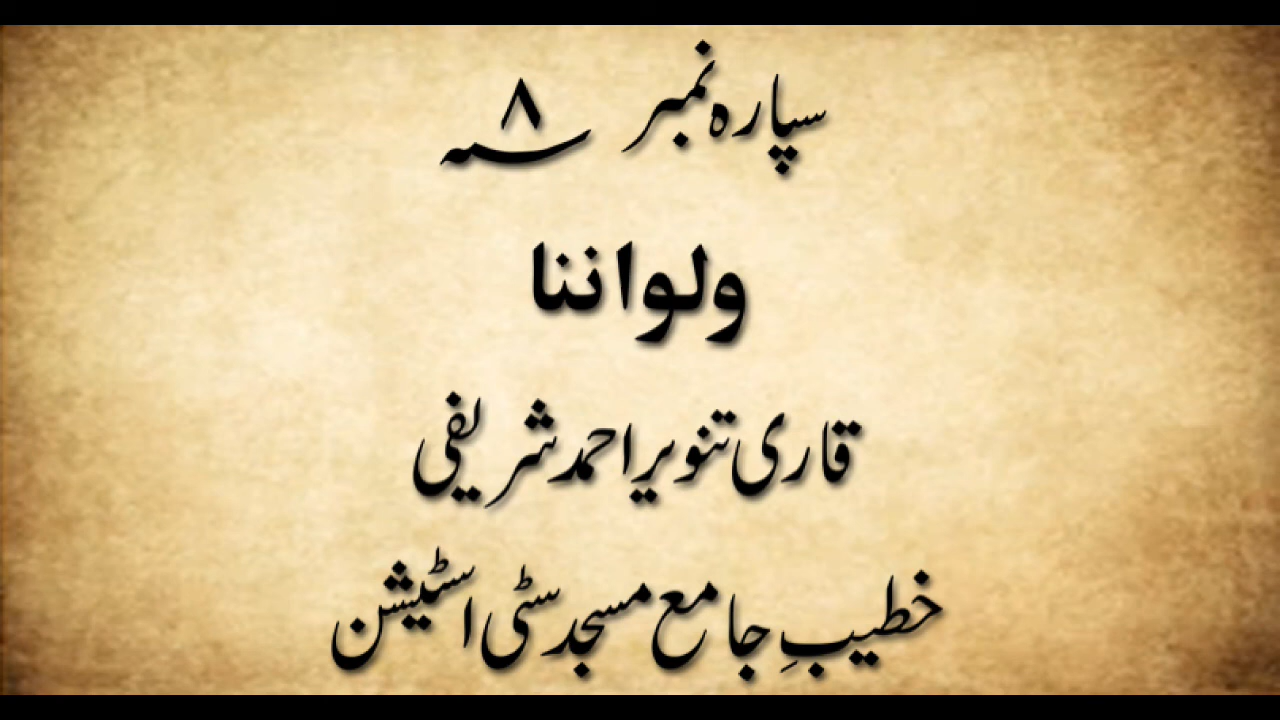 سپارہ نمبر ۸؁
ولواننا
قاری تنویر احمد شریفی
خطیبِ جامع مسجد سٹی اسٹیشن